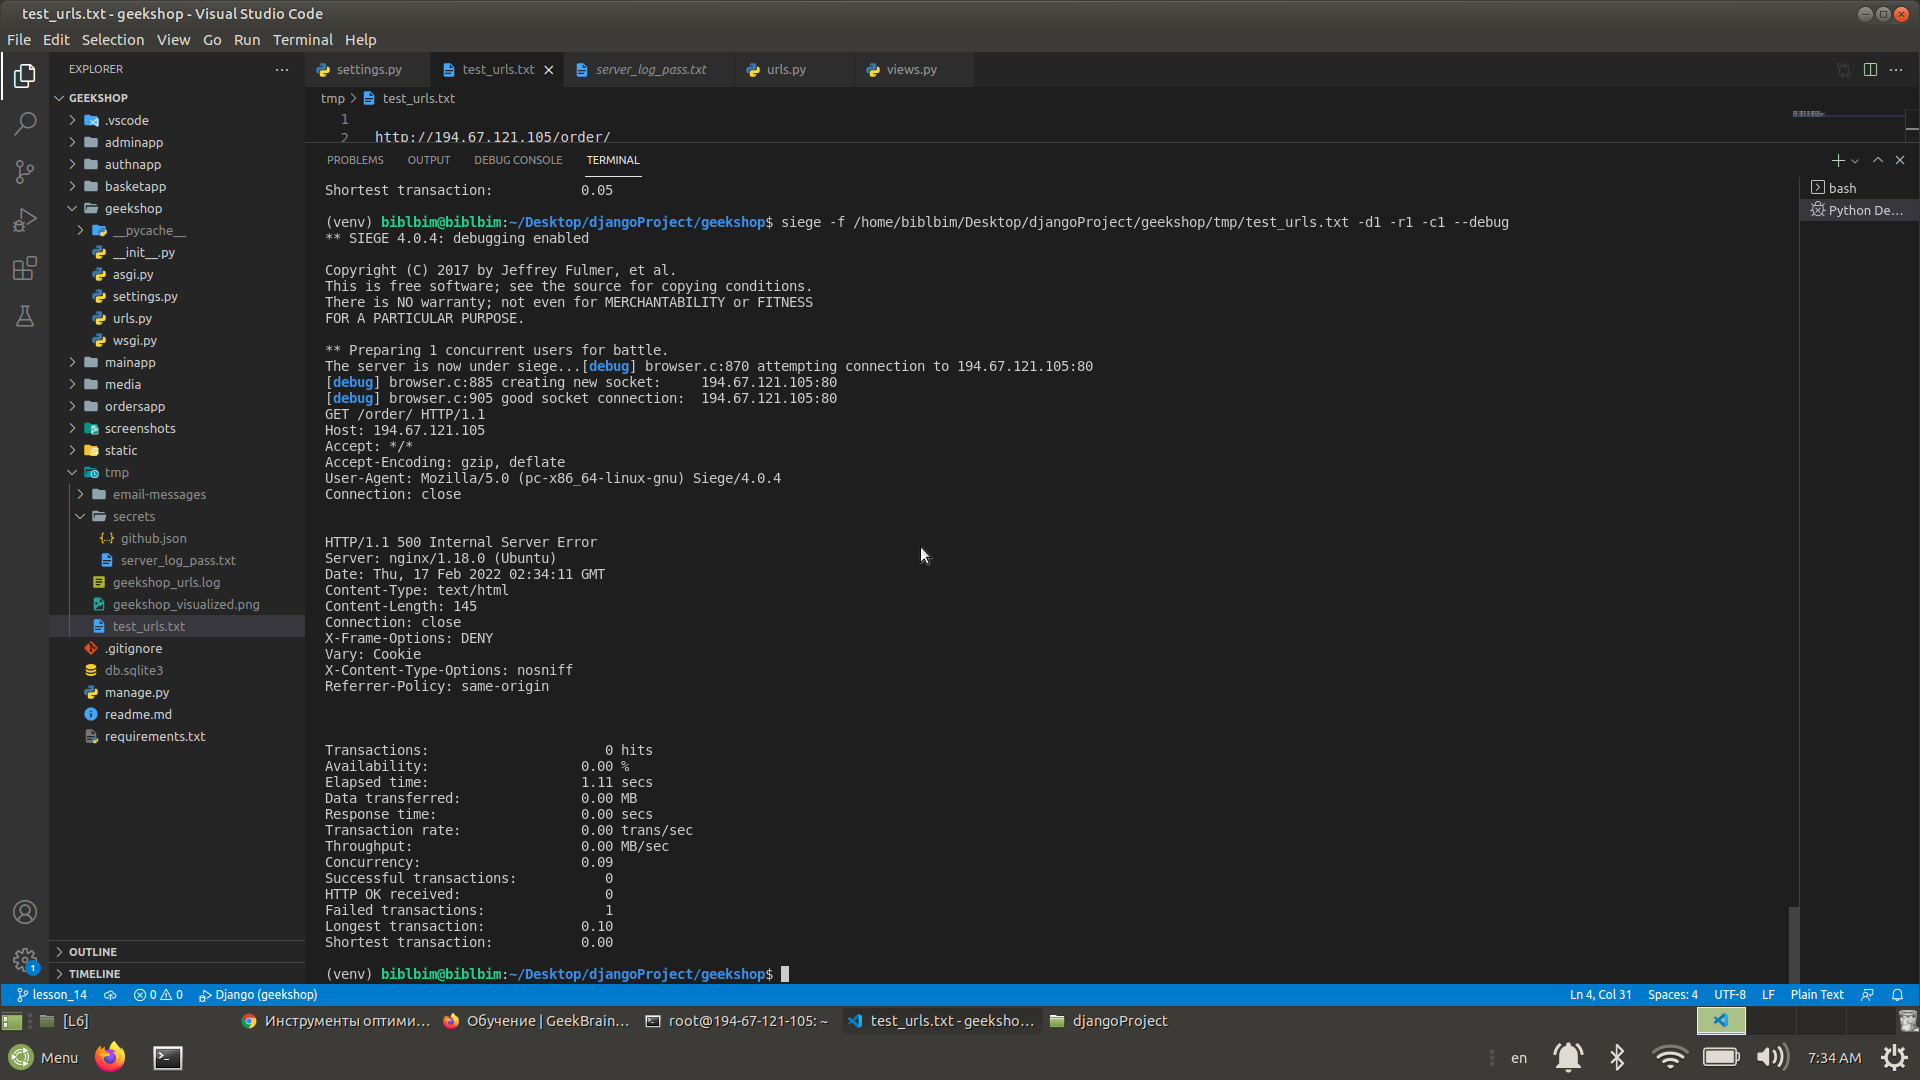 test_urls.txt - geekshop - Visual Studio Code
File Edit Selection View Go Run Terminal Help
EXPLORER
GEEKSHOP
.vscode
adminapp
authnapp
basketapp
geekshop
__pycache__
__init__.py
asgi.py
settings.py
urls.py
wsgi.py
mainapp
media
ordersapp
screenshots
static
tmp
email-messages
secrets
github.json
server_log_pass.txt
geekshop_urls.log
geekshop_visualized.png
test_urls.txt
.gitignore
db.sqlite3
manage.py
readme.md
requirements.txt
OUTLINE
TIMELINE
settings.py test_urls.txt server_log_pass.txt urls.py views.py
tmp > test_urls.txt
1
2 http://194.67.121.105/order/
PROBLEMS OUTPUT DEBUG CONSOLE TERMINAL
bash
Python De...
Shortest transaction: 0.05
(venv) biblbim@biblbim:~/Desktop/djangoProject/geekshop$ siege -f /home/biblbim/Desktop/djangoProject/geekshop/tmp/test_urls.txt -d1 -r1 -c1 --debug
** SIEGE 4.0.4: debugging enabled
Copyright (C) 2017 by Jeffrey Fulmer, et al.
This is free software; see the source for copying conditions.
There is NO warranty; not even for MERCHANTABILITY or FITNESS
FOR A PARTICULAR PURPOSE.
** Preparing 1 concurrent users for battle.
The server is now under siege...[debug] browser.c:870 attempting connection to 194.67.121.105:80
[debug] browser.c:885 creating new socket: 194.67.121.105:80
[debug] browser.c:905 good socket connection: 194.67.121.105:80
GET /order/ HTTP/1.1
Host: 194.67.121.105
Accept: */*
Accept-Encoding: gzip, deflate
User-Agent: Mozilla/5.0 (pc-x86_64-linux-gnu) Siege/4.0.4
Connection: close
HTTP/1.1 500 Internal Server Error
Server: nginx/1.18.0 (Ubuntu)
Date: Thu, 17 Feb 2022 02:34:11 GMT
Content-Type: text/html
Content-Length: 145
Connection: close
X-Frame-Options: DENY
Vary: Cookie
X-Content-Type-Options: nosniff
Referrer-Policy: same-origin
Transactions: 0 hits
Availability: 0.00 %
Elapsed time: 1.11 secs
Data transferred: 0.00 MB
Response time: 0.00 secs
Transaction rate: 0.00 trans/sec
Throughput: 0.00 MB/sec
Concurrency: 0.09
Successful transactions: 0
HTTP OK received: 0
Failed transactions: 1
Longest transaction: 0.10
Shortest transaction: 0.00
(venv) biblbim@biblbim:~/Desktop/djangoProject/geekshop$
1
lesson_14 0 0 Django (geekshop) Ln 4, Col 31 Spaces: 4 UTF-8 LF Plain Text
[L6] Инструменты оптими... Обучение | GeekBrain... root@194-67-121-105: ~ test_urls.txt - geeksho... djangoProject
Menu en 7:34 AM